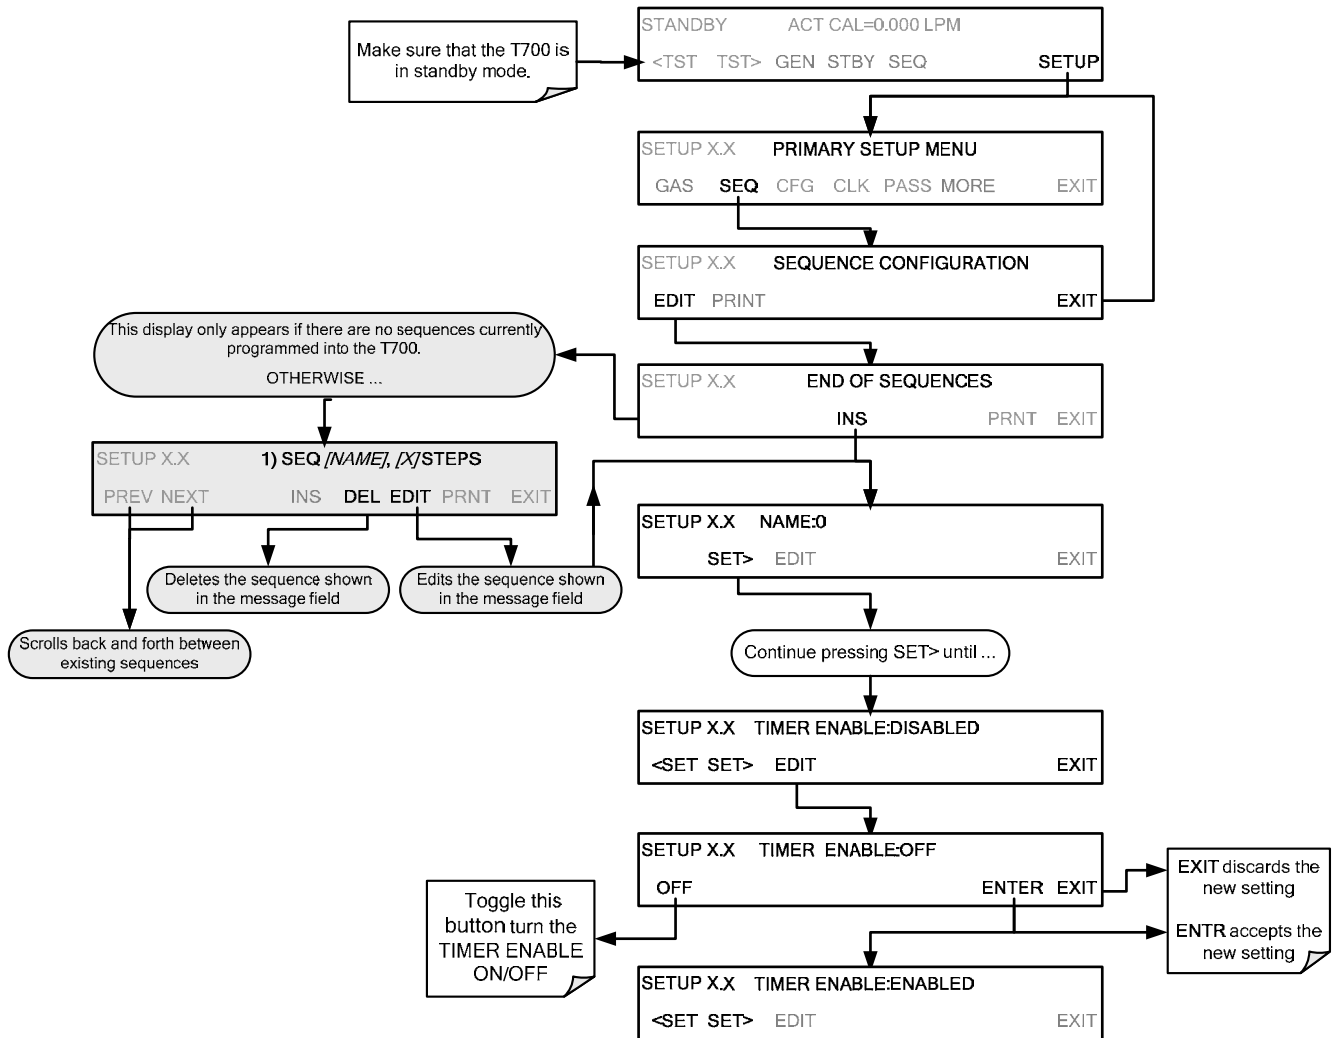 STANDBY ACT CAL=0.000 LPM
<TST TST> GEN STBY SEQ SETUP
Make sure that the T700 is
in standby mode.
SETUP X.X PRIMARY SETUP MENU
GAS SEQ CFG CLK PASS MORE EXIT
SETUP X.X SEQUENCE CONFIGURATION
EDIT PRINT EXIT
This display only appears if there are no sequences currently
programmed into the T700.
OTHERWISE ...
SETUP X.X END OF SEQUENCES
INS PRNT EXIT
SETUP X.X 1) SEQ [NAME], [X] STEPS
PREV NEXT INS DEL EDIT PRNT EXIT
SETUP X.X NAME:0
SET> EDIT EXIT
Deletes the sequence shown
in the message field
Edits the sequence shown
in the message field
Scrolls back and forth between
existing sequences
Continue pressing SET> until ...
SETUP X.X TIMER ENABLE:DISABLED
<SET SET> EDIT EXIT
SETUP X.X TIMER ENABLE:OFF
OFF ENTER EXIT
Toggle this
button turn the
TIMER ENABLE
ON/OFF
EXIT discards the
new setting
ENTR accepts the
new setting
SETUP X.X TIMER ENABLE:ENABLED
<SET SET> EDIT EXIT